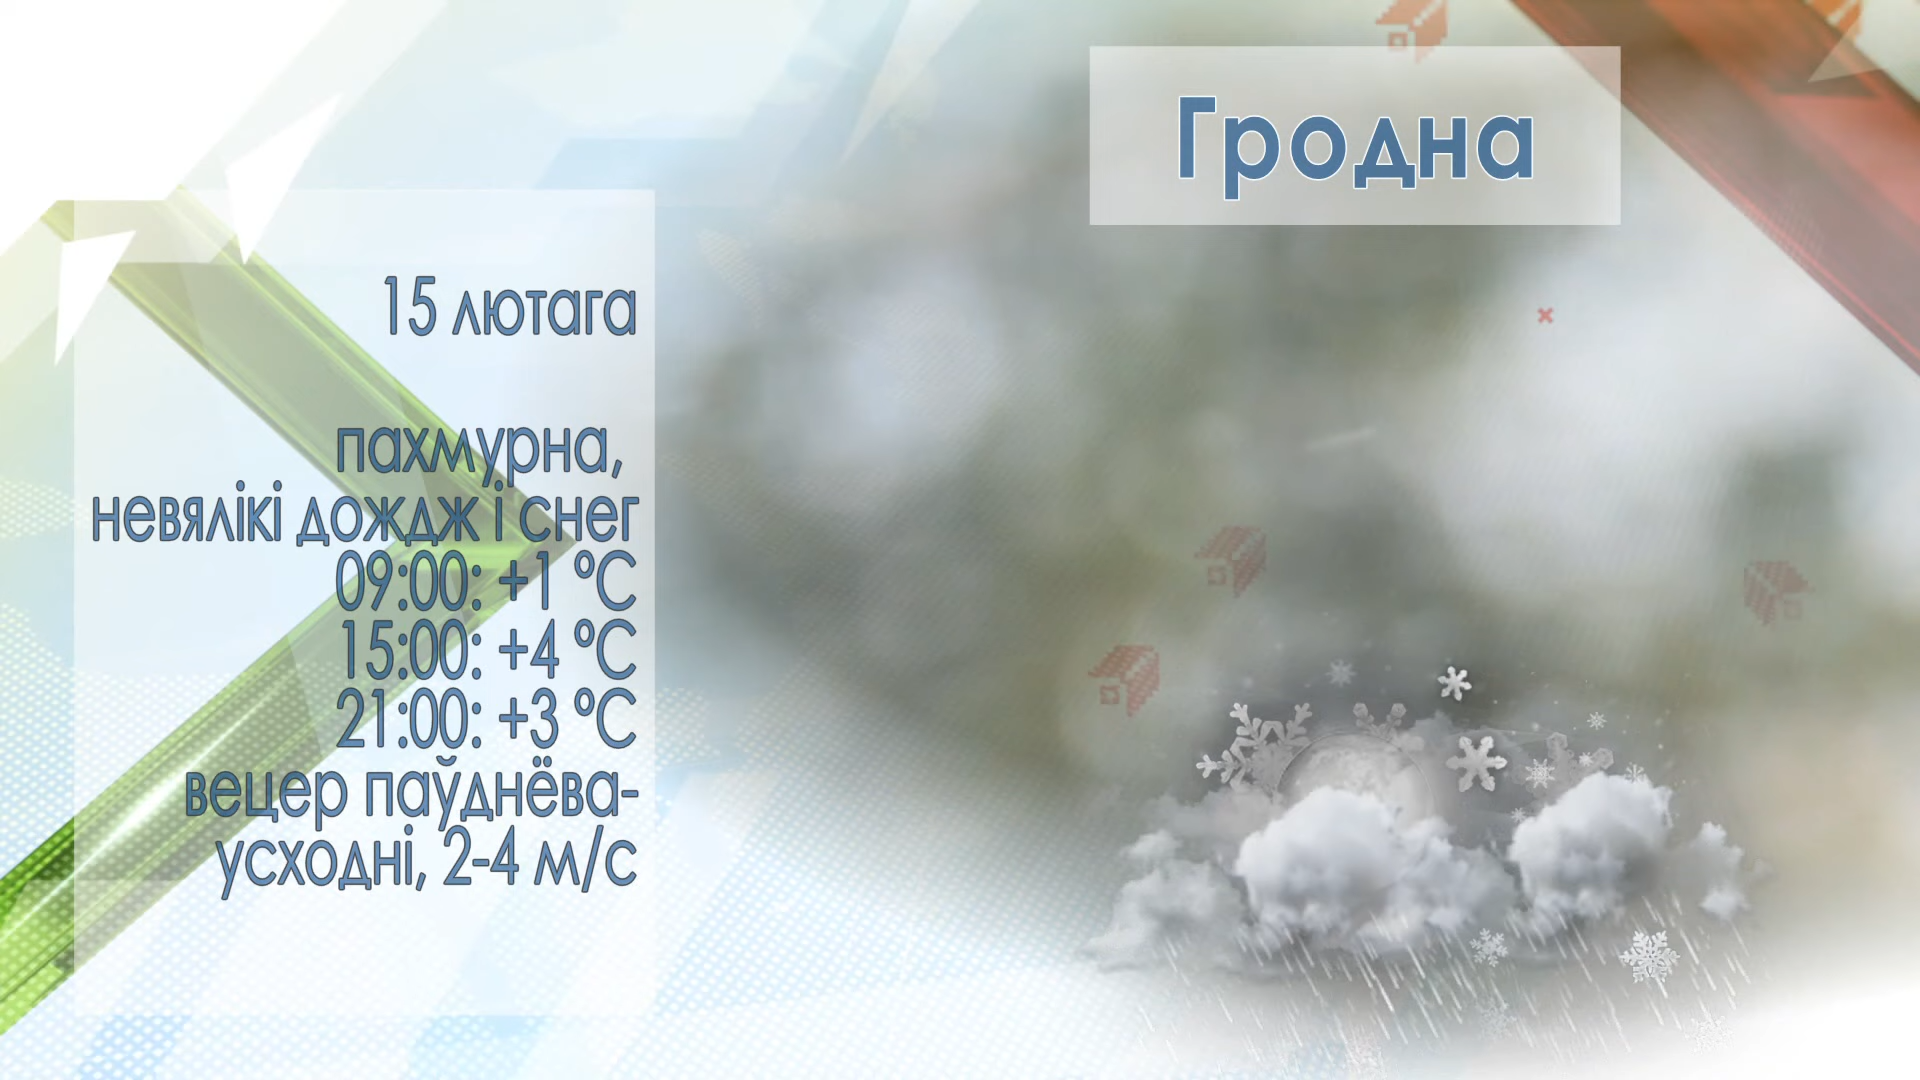 Гродна
15 лютага
пахмурна,
невялікі дождж і снег
09:00: +1 °C
15:00: +4 °C
21:00: +3 °C
вецер паўднёва-
усходні, 2-4 м/с